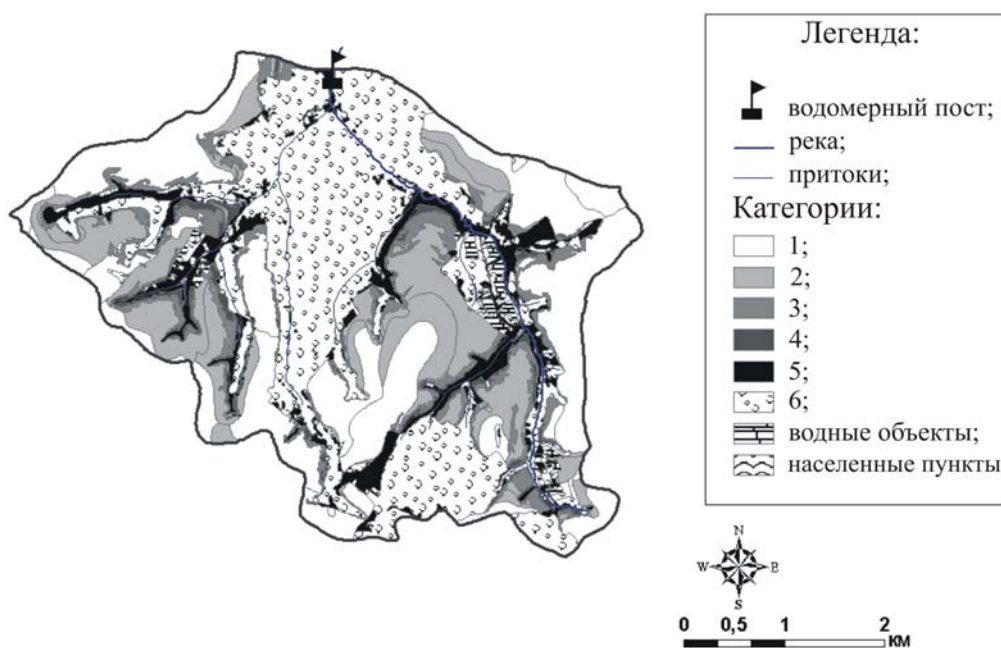 Легенда:
водомерный пост;
река;
притоки;
Категории:
1;
2;
3;
4;
5;
6;
водные объекты;
населенные пункты
N
W E
S
0 0,5 1 2
КМ